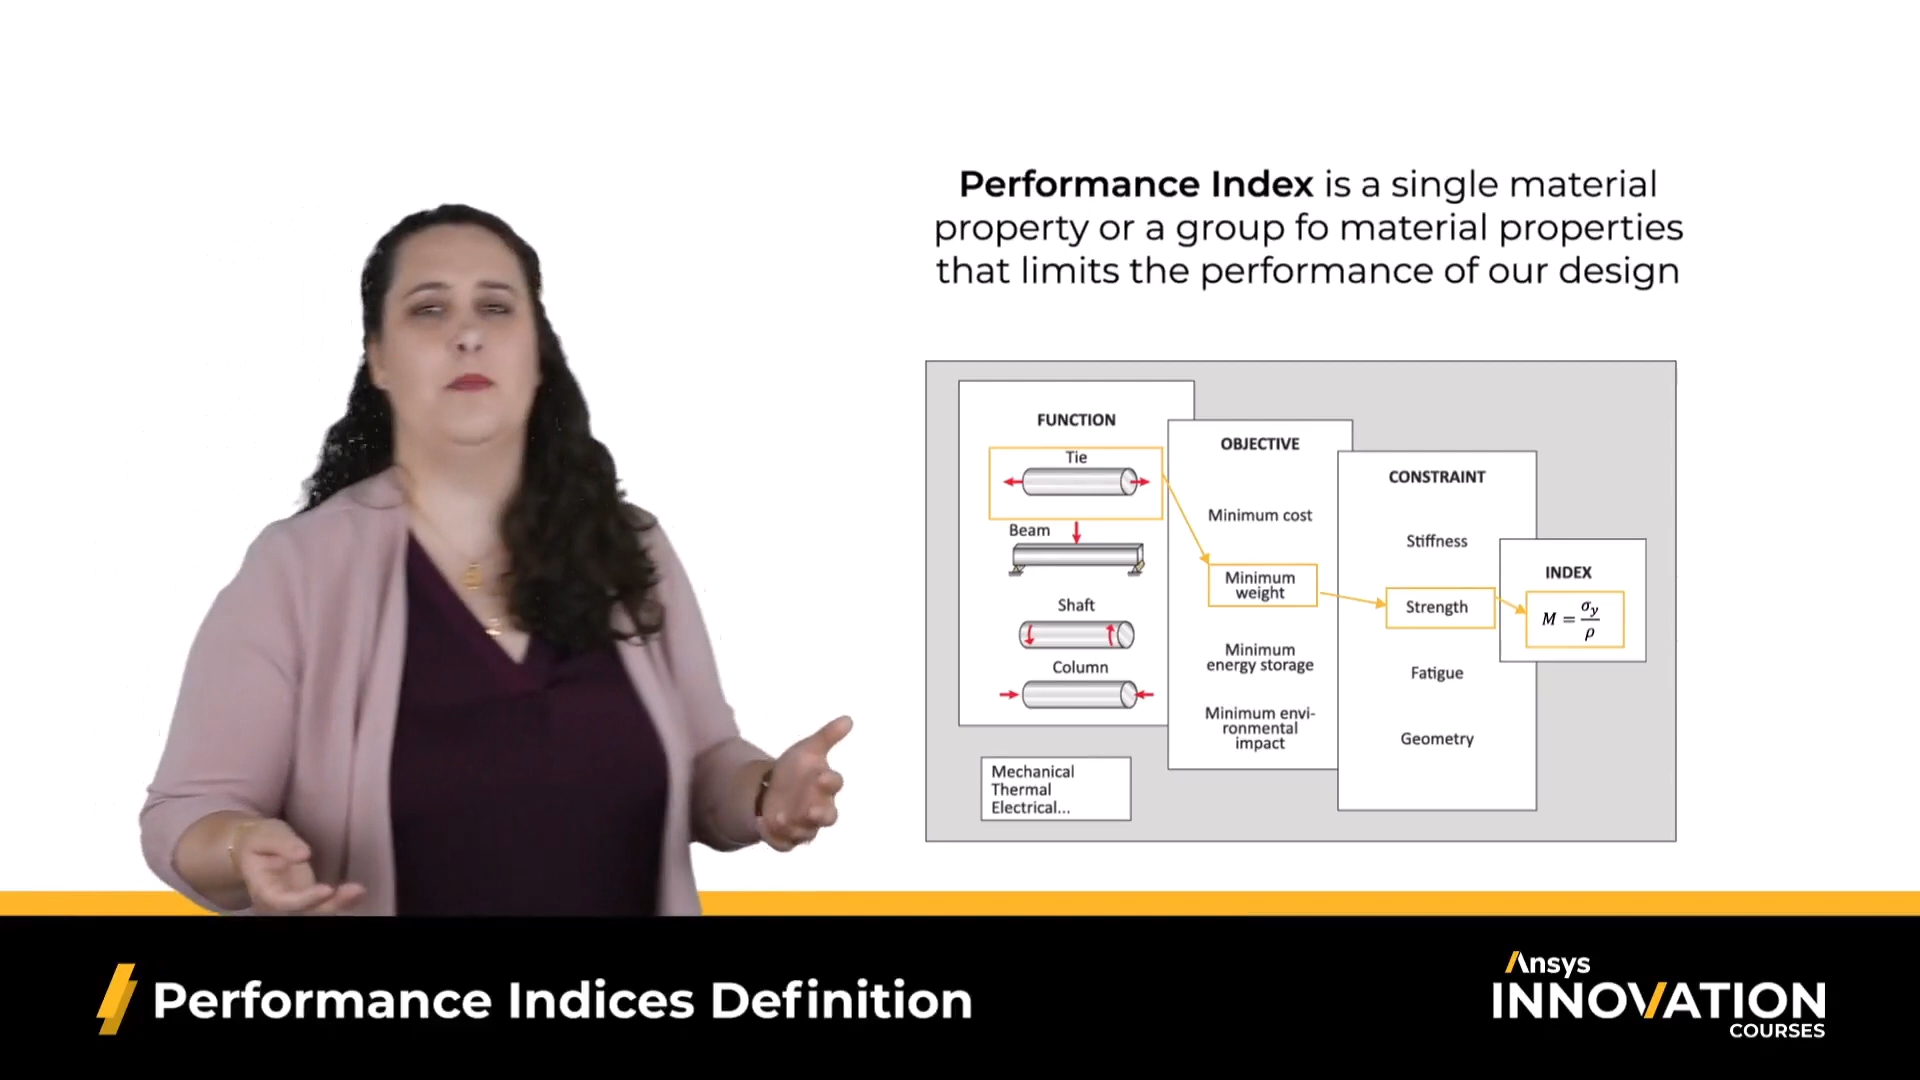 Performance Index is a single material
property or a group fo material properties
that limits the performance of our design
FUNCTION
Tie
Beam
Shaft
Column
Mechanical
Thermal
Electrical...
OBJECTIVE
Minimum cost
Minimum
weight
Minimum
energy storage
Minimum envi-
ronmental
impact
CONSTRAINT
Stiffness
Strength
Fatigue
Geometry
INDEX
M = σy/ρ
Performance Indices Definition
Ansys
INNOVATION
COURSES